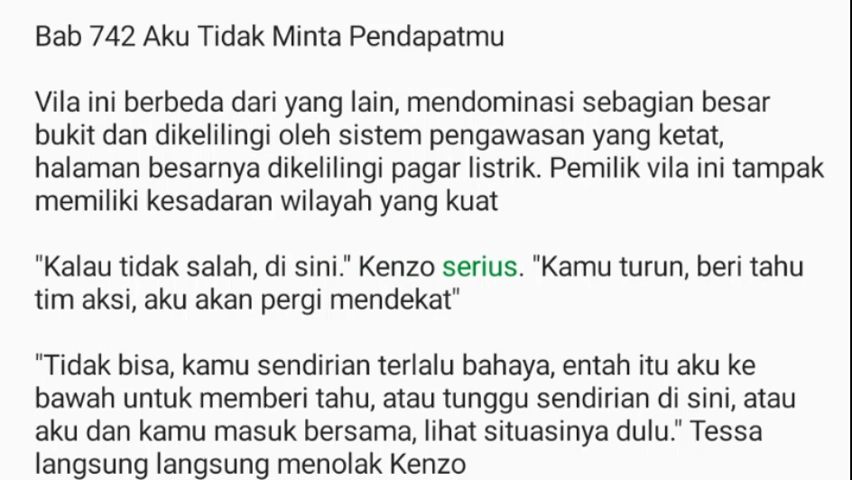 Bab 742 Aku Tidak Minta Pendapatmu
Vila ini berbeda dari yang lain, mendominasi sebagian besar
bukit dan dikelilingi oleh sistem pengawasan yang ketat,
halaman besarnya dikelilingi pagar listrik. Pemilik vila ini tampak
memiliki kesadaran wilayah yang kuat
"Kalau tidak salah, di sini." Kenzo serius. "Kamu turun, beri tahu
tim aksi, aku akan pergi mendekat"
"Tidak bisa, kamu sendirian terlalu bahaya, entah itu aku ke
bawah untuk memberi tahu, atau tunggu sendirian di sini, atau
aku dan kamu masuk bersama, lihat situasinya dulu." Tessa
langsung langsung menolak Kenzo